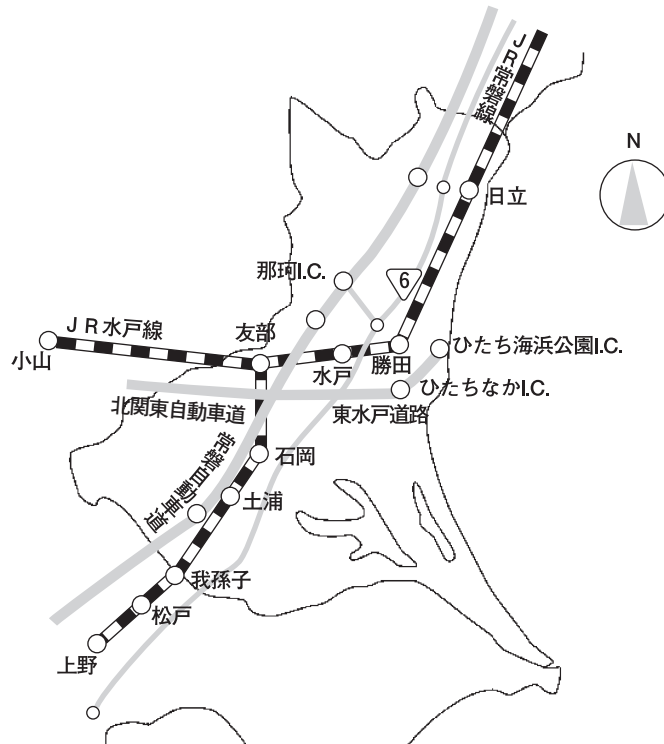 JR常磐線
N
日立
那珂I.C.
6
JR水戸線
友部
小山
水戸
勝田
ひたち海浜公園I.C.
ひたちなかI.C.
北関東自動車道
東水戸道路
常磐自動車道
石岡
土浦
我孫子
松戸
上野